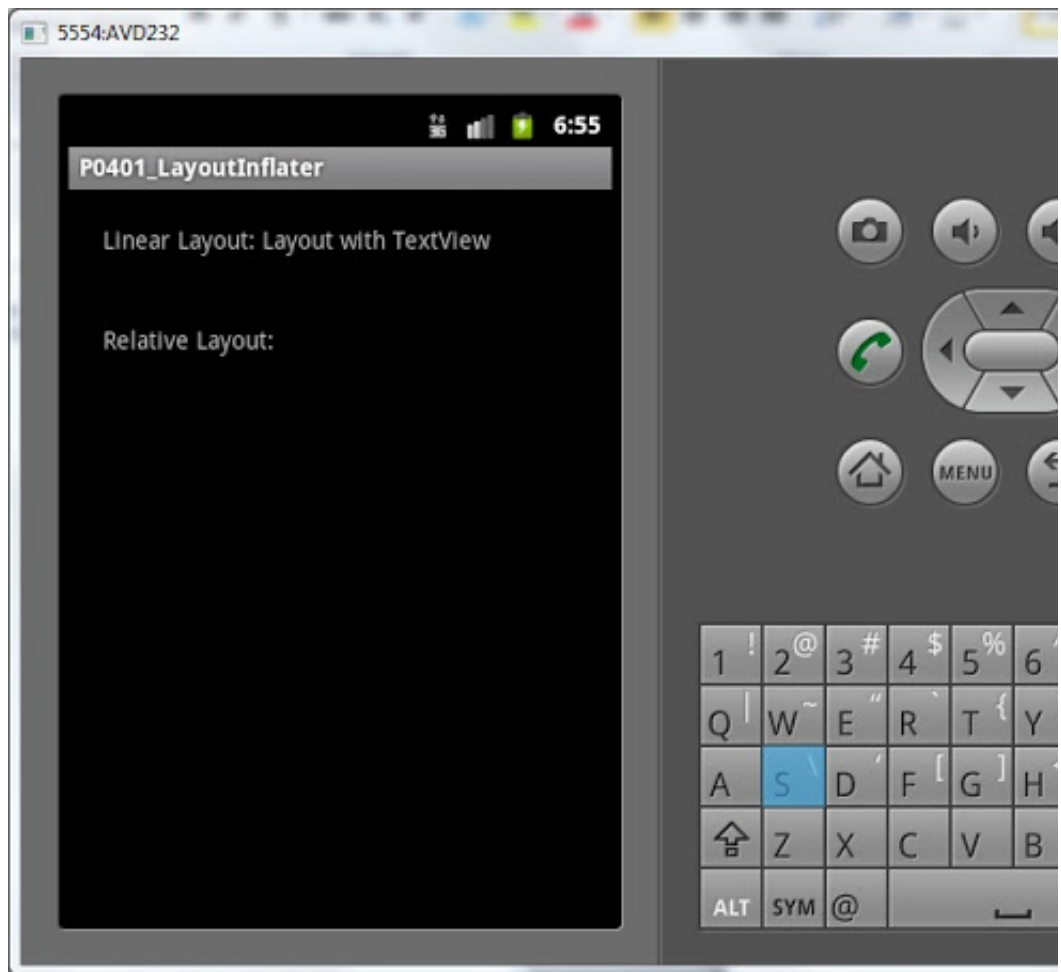 5554:AVD232
3G 6:55
P0401_LayoutInflater
Linear Layout: Layout with TextView
Relative Layout:
MENU
1 ! 2 @ 3 # 4 $ 5 % 6 ^
Q | W ~ E “ R ` T { Y
A S \ D ‘ F [ G ] H
Z X C V B
ALT SYM @